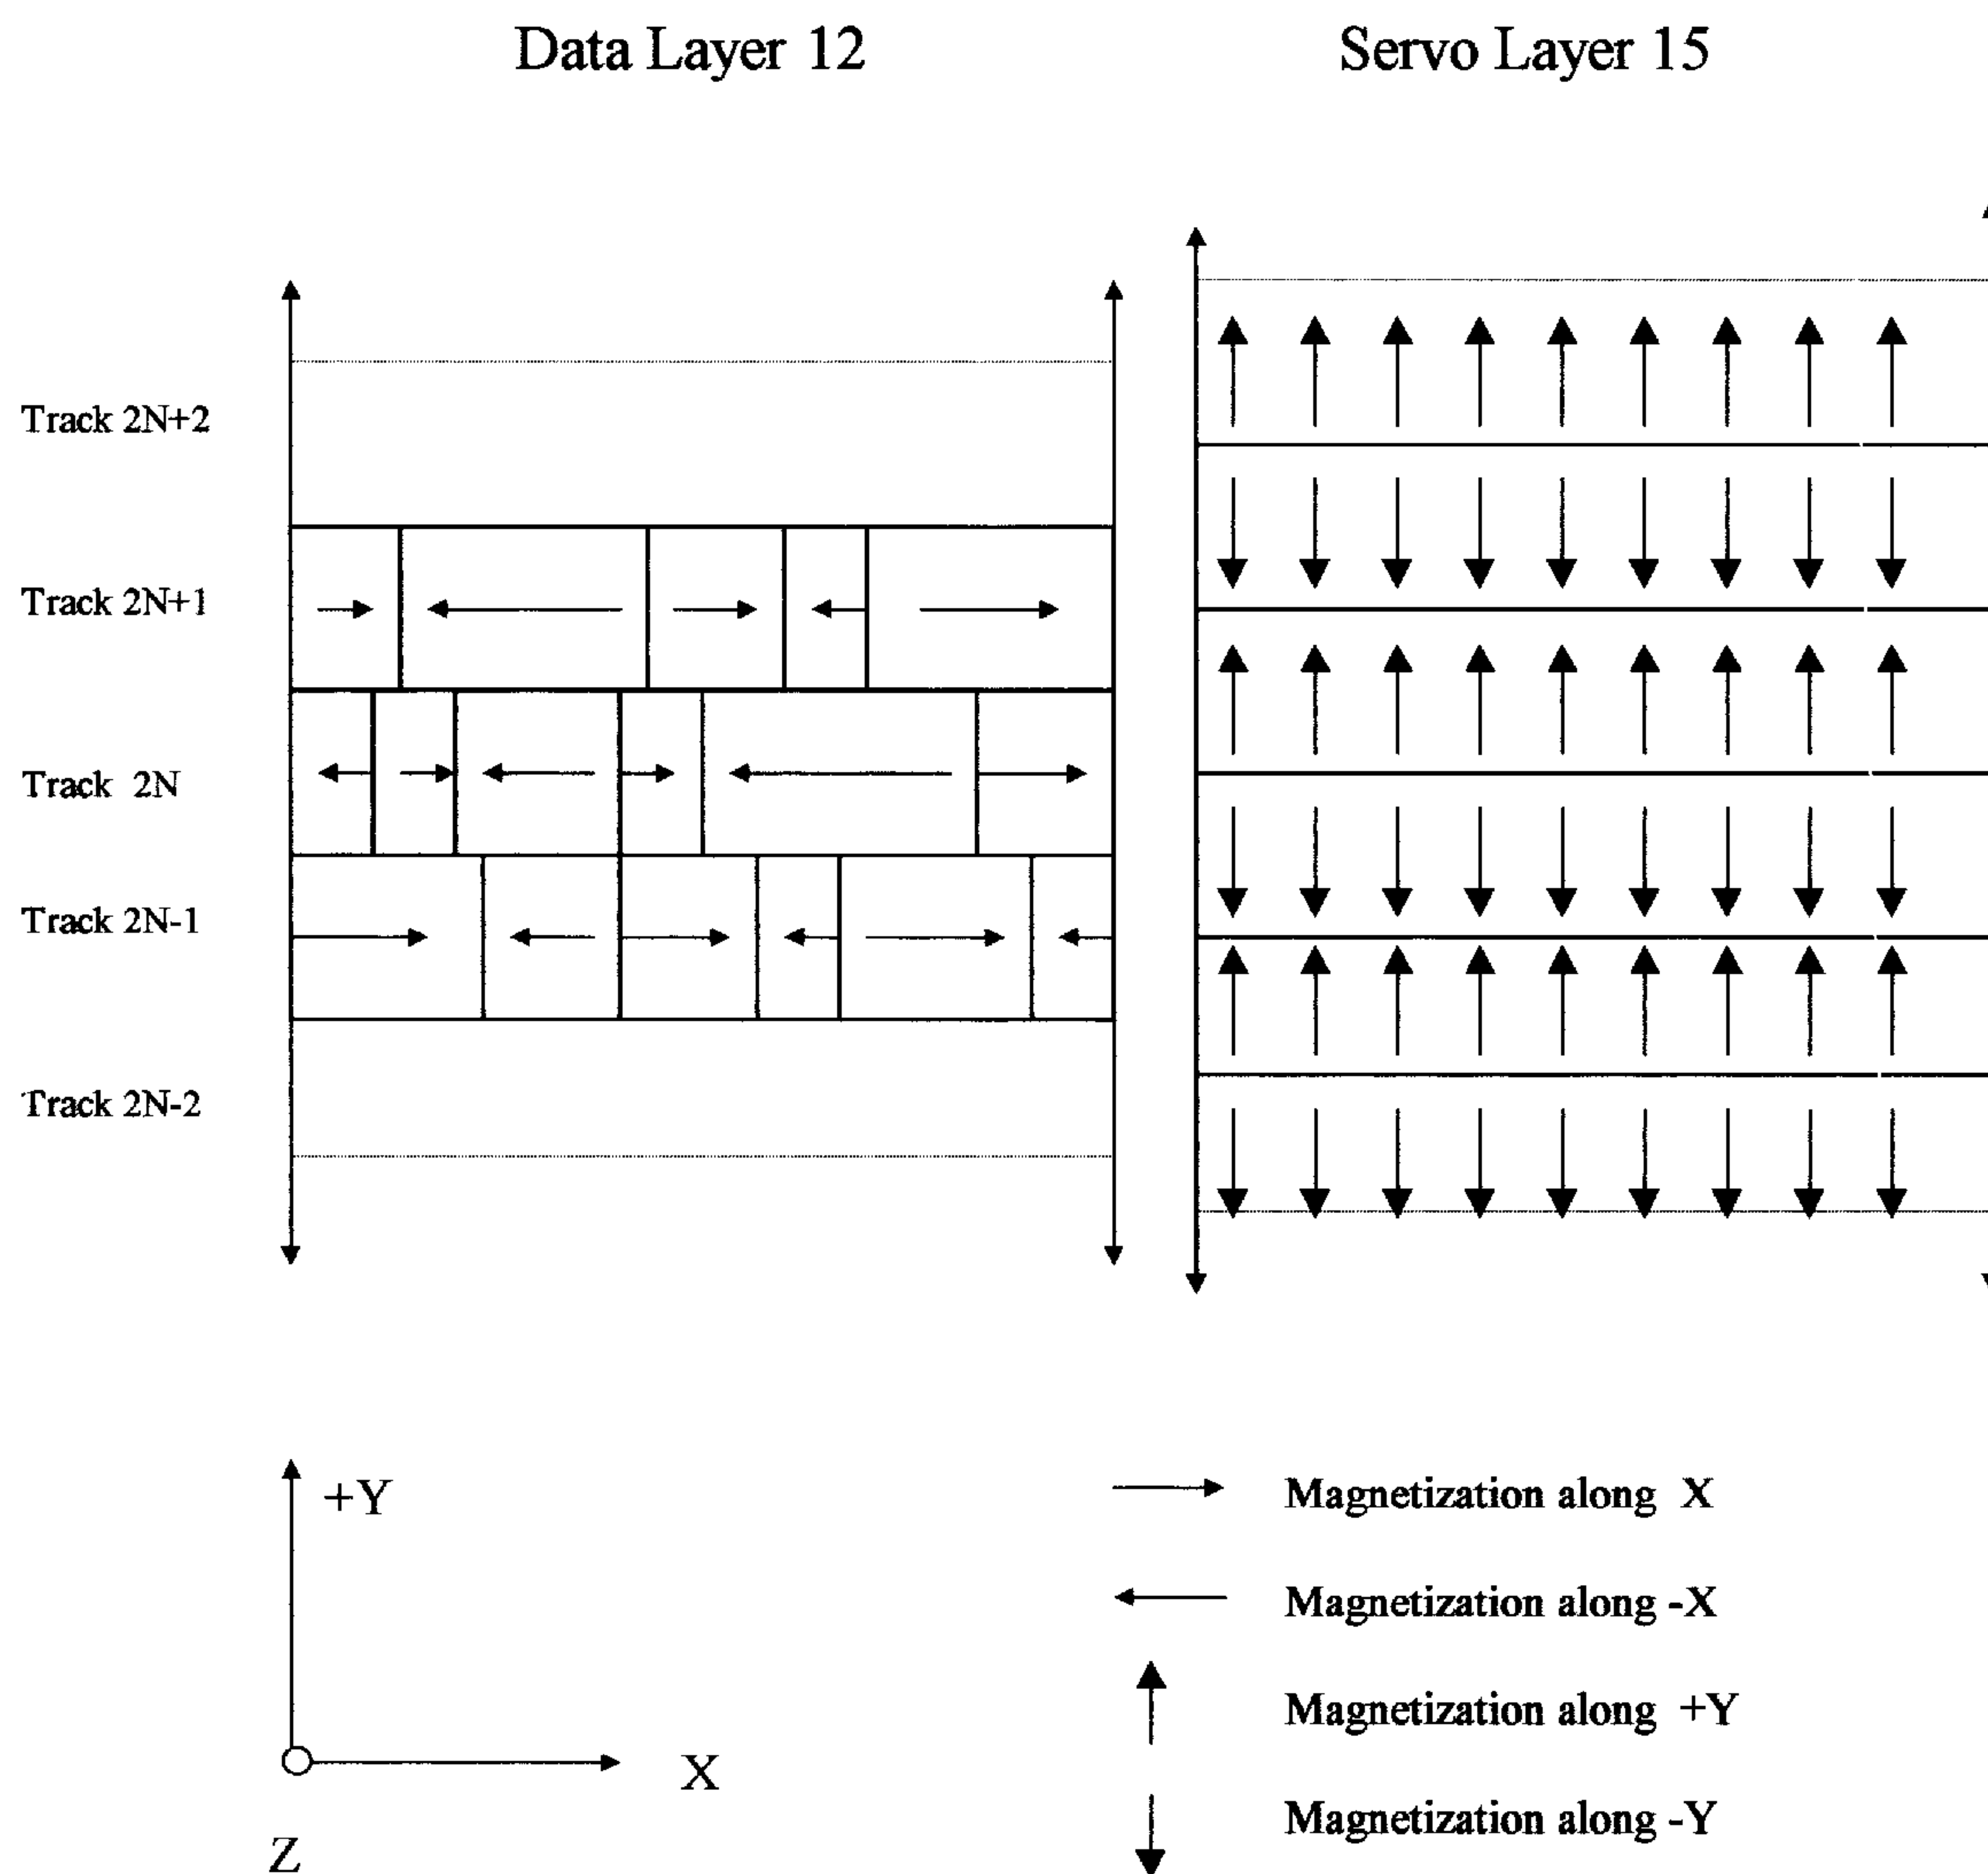 Data Layer 12
Servo Layer 15
Track 2N+2
Track 2N+1
Track 2N
Track 2N-1
Track 2N-2
+Y
X
Z
Magnetization along X
Magnetization along -X
Magnetization along +Y
Magnetization along -Y